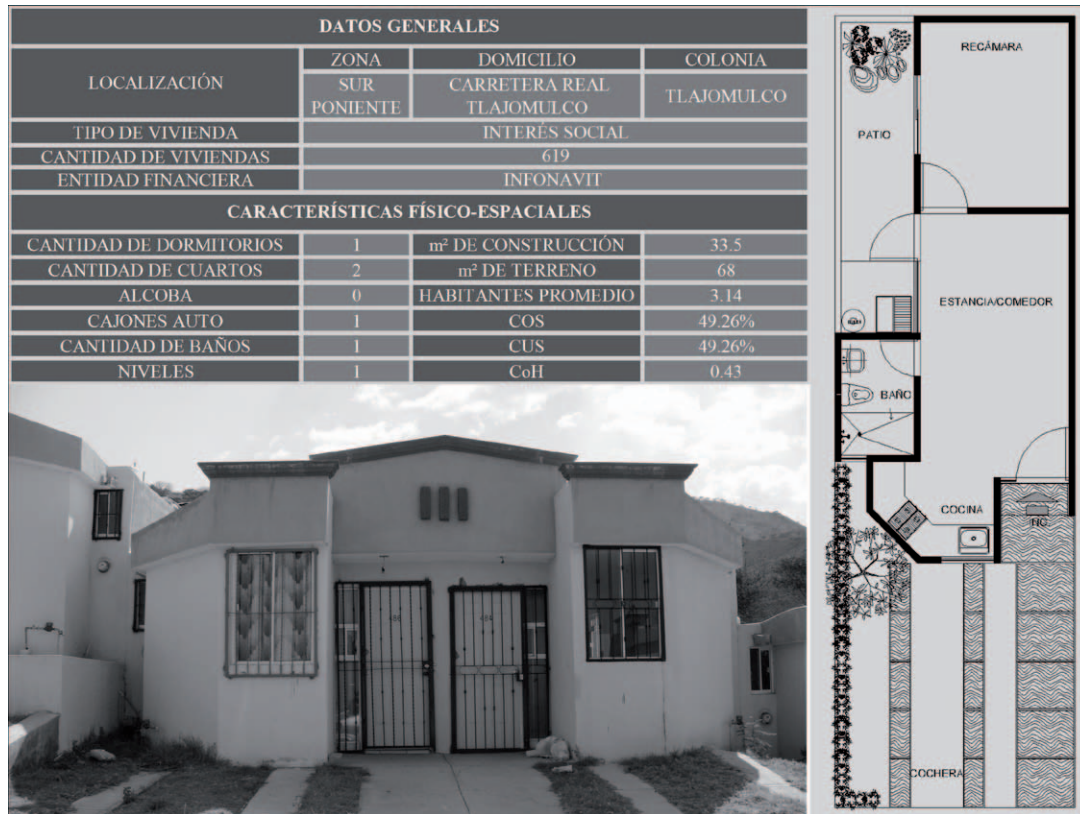 DATOS GENERALES
LOCALIZACIÓN
ZONA
DOMICILIO
COLONIA
SUR
PONIENTE
CARRETERA REAL
TLAJOMULCO
TLAJOMULCO
TIPO DE VIVIENDA
INTERÉS SOCIAL
CANTIDAD DE VIVIENDAS
619
ENTIDAD FINANCIERA
INFONAVIT
CARACTERÍSTICAS FÍSICO-ESPACIALES
CANTIDAD DE DORMITORIOS
1
m² DE CONSTRUCCIÓN
33.5
CANTIDAD DE CUARTOS
2
m² DE TERRENO
68
ALCOBA
0
HABITANTES PROMEDIO
3.14
CAJONES AUTO
1
COS
49.26%
CANTIDAD DE BAÑOS
1
CUS
49.26%
NIVELES
1
CoH
0.43
RECÁMARA
PATIO
ESTANCIA/COMEDOR
BAÑO
COCINA
COCHERA